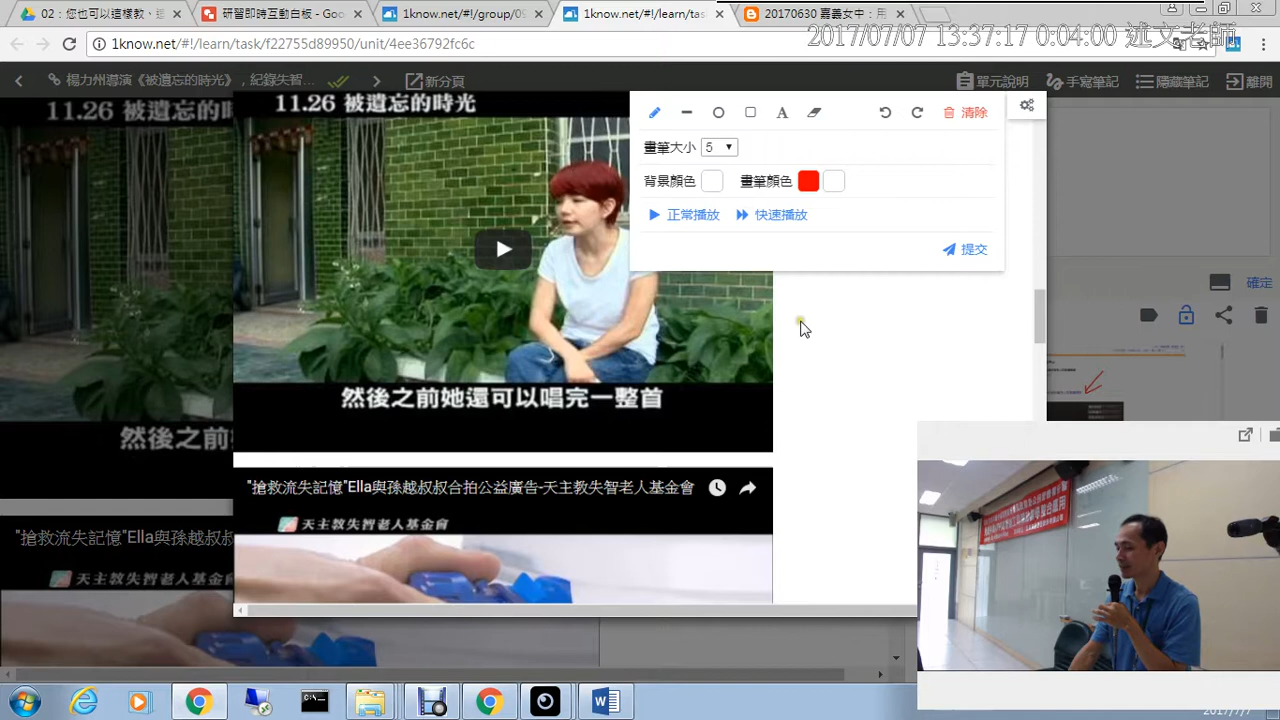 02：您也可以這樣教：這
研習即時互動白板 - Goo
1know.net/#!/group/09
1know.net/#!/learn/tas
20170630 嘉義女中：用
1know.net/#!/learn/task/f22755d89950/unit/4ee36792fc6c
2017/07/07 13:37:17 0:04:00 述文老師
楊力州導演《被遺忘的時光》，紀錄失智...
新分頁
單元說明
手寫筆記
隱藏筆記
離開
11.26 被遺忘的時光
11.26 被遺忘的時光
清除
畫筆大小
5
背景顏色
畫筆顏色
正常播放
快速播放
提交
確定
然後之前她還可以唱完一整首
然後之前
"搶救流失記憶"Ella與孫越叔叔合拍公益廣告-天主教失智老人基金會
天主教失智老人基金會
"搶救流失記憶"Ella與孫越叔叔
天主教失智老人基金會
2017/7/7